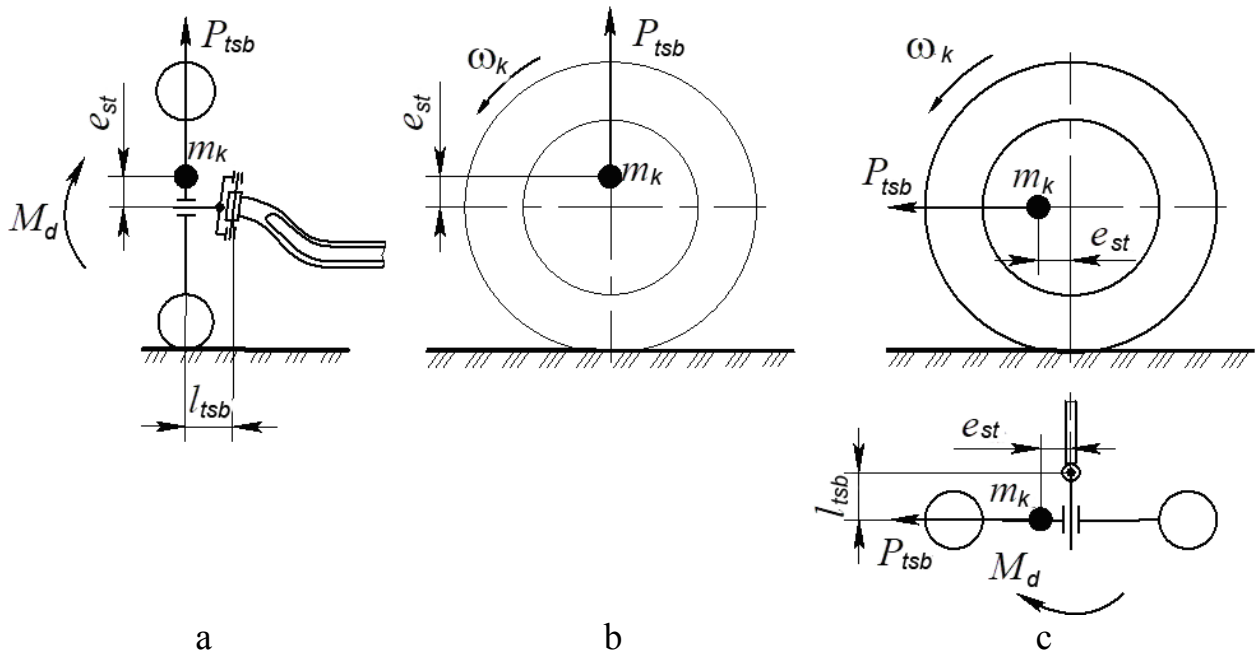 P_tsb
e_st
m_k
M_d
l_tsb
P_tsb
ω_k
e_st
m_k
ω_k
P_tsb
m_k
e_st
e_st
l_tsb
m_k
P_tsb
M_d
a
b
c